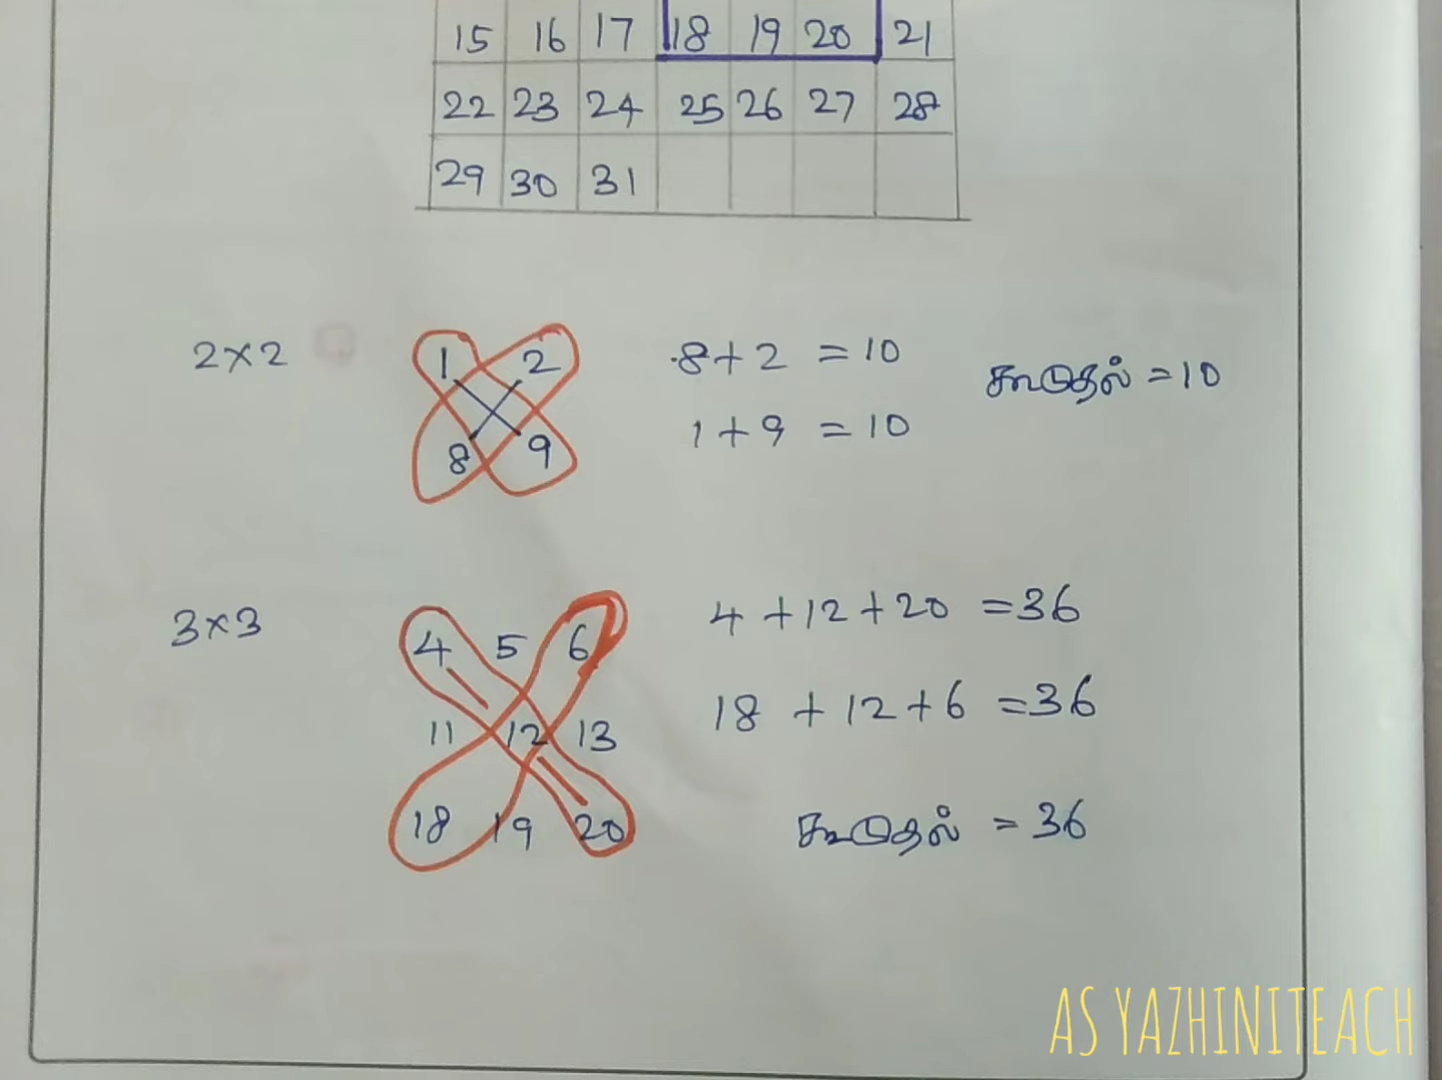 15 16 17 18 19 20 21
22 23 24 25 26 27 28
29 30 31
2×2
1 2
8 9
8+2 = 10
1+9 = 10
கூடுதல் = 10
3×3
4 5 6
11 12 13
18 19 20
4 +12+20 = 36
18 + 12 + 6 = 36
கூடுதல் = 36
AS YAZHINITEACH